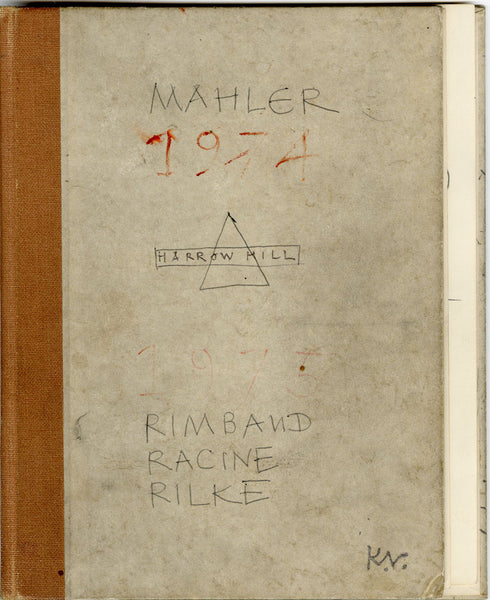 MAHLER
1974
HARROW HILL
1975
RIMBAUD
RACINE
RILKE
K.N.